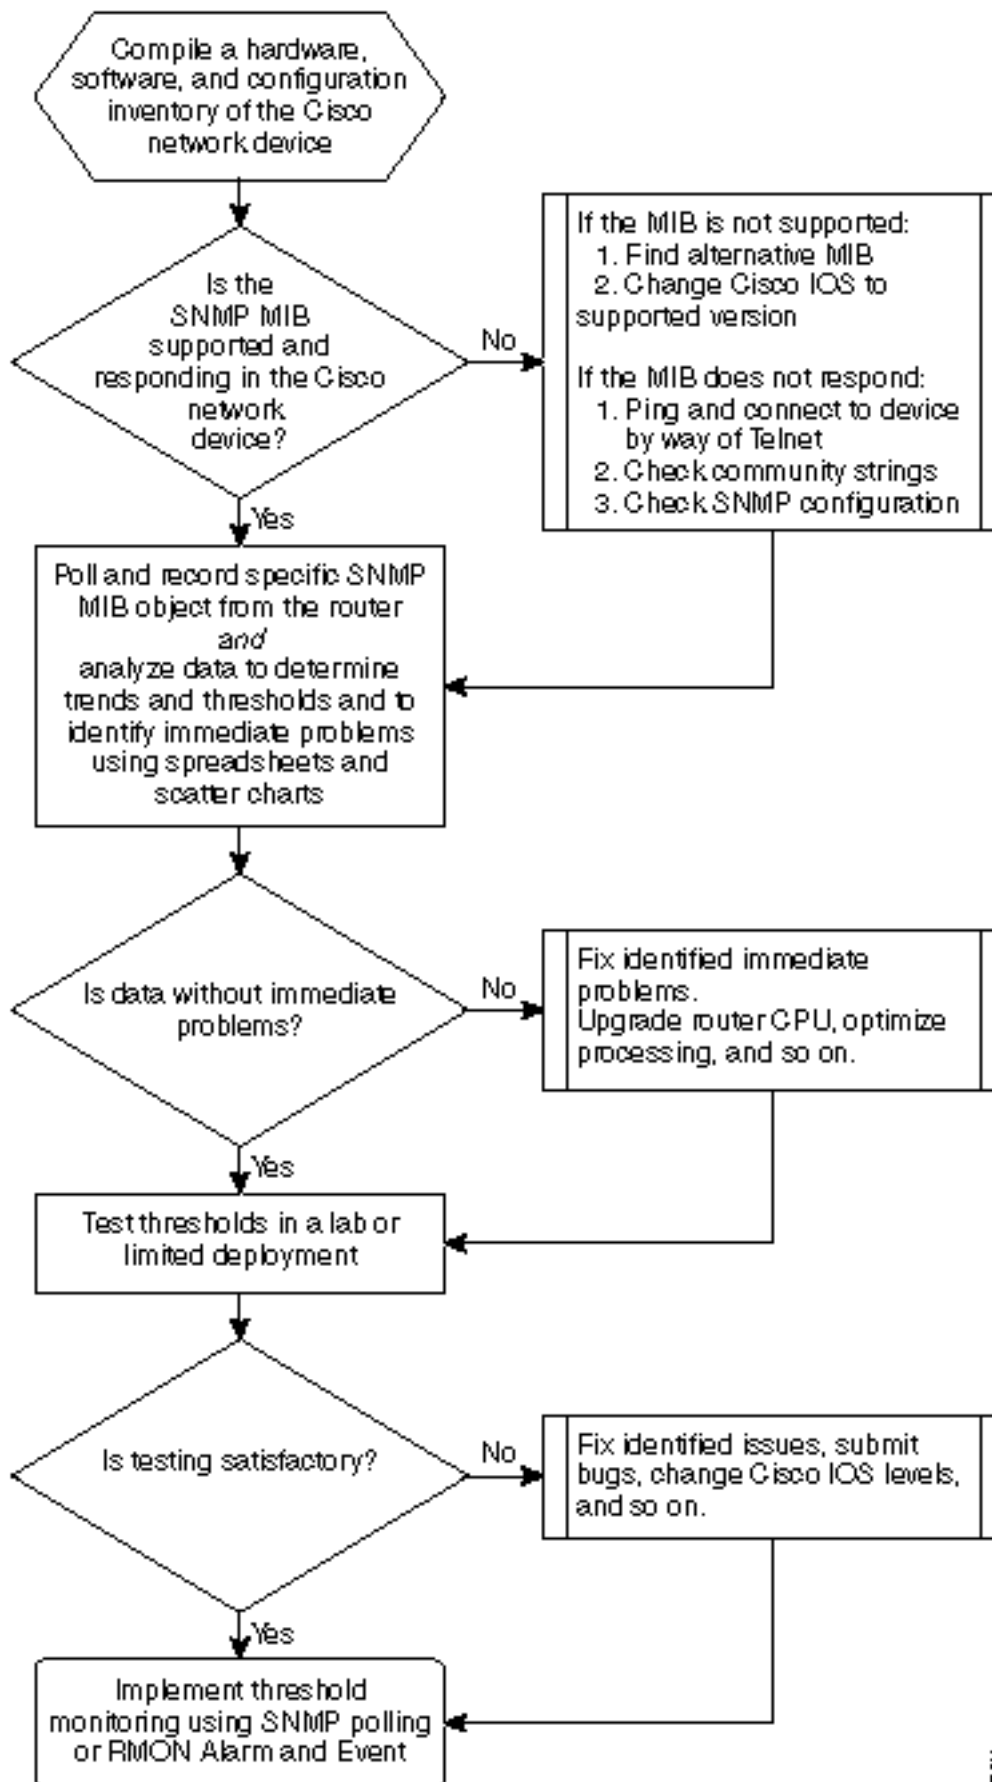 Compile a hardware,
software, and configuration
inventory of the Cisco
network device
Is the
SNMP MIB
supported and
responding in the Cisco
network
device?
No
If the MIB is not supported:
1. Find alternative MIB
2. Change Cisco IOS to
supported version
If the MIB does not respond:
1. Ping and connect to device
by way of Telnet
2. Check community strings
3. Check SNMP configuration
Yes
Poll and record specific SNMP
MIB object from the router
and
analyze data to determine
trends and thresholds and to
identify immediate problems
using spreadsheets and
scatter charts
Is data without immediate
problems?
No
Fix identified immediate
problems.
Upgrade router CPU, optimize
processing, and so on.
Yes
Test thresholds in a lab or
limited deployment
Is testing satisfactory?
No
Fix identified issues, submit
bugs, change Cisco IOS levels,
and so on.
Yes
Implement threshold
monitoring using SNMP polling
or RMON Alarm and Event